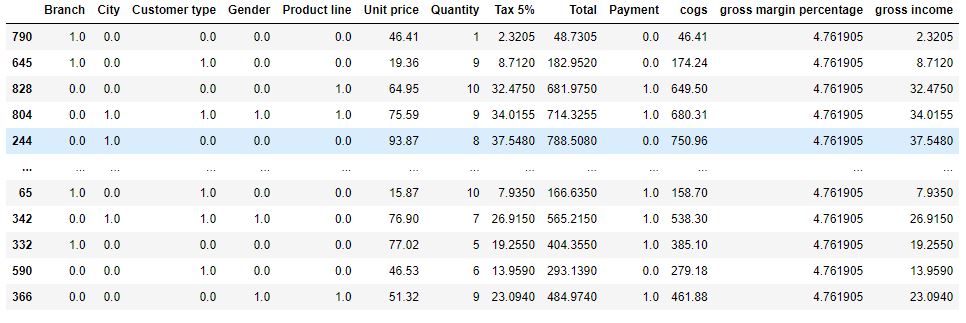 Branch City Customer type Gender Product line Unit price Quantity Tax 5% Total Payment cogs gross margin percentage gross income
790 1.0 0.0 0.0 0.0 0.0 46.41 1 2.3205 48.7305 0.0 46.41 4.761905 2.3205
645 1.0 0.0 1.0 0.0 0.0 19.36 9 8.7120 182.9520 0.0 174.24 4.761905 8.7120
828 0.0 0.0 0.0 0.0 1.0 64.95 10 32.4750 681.9750 1.0 649.50 4.761905 32.4750
804 0.0 1.0 1.0 1.0 1.0 75.59 9 34.0155 714.3255 1.0 680.31 4.761905 34.0155
244 0.0 1.0 0.0 0.0 0.0 93.87 8 37.5480 788.5080 0.0 750.96 4.761905 37.5480
... ... ... ... ... ... ... ... ... ... ... ... ... ...
65 1.0 0.0 1.0 0.0 0.0 15.87 10 7.9350 166.6350 1.0 158.70 4.761905 7.9350
342 0.0 1.0 1.0 1.0 0.0 76.90 7 26.9150 565.2150 1.0 538.30 4.761905 26.9150
332 1.0 0.0 0.0 0.0 0.0 77.02 5 19.2550 404.3550 1.0 385.10 4.761905 19.2550
590 0.0 0.0 1.0 0.0 0.0 46.53 6 13.9590 293.1390 0.0 279.18 4.761905 13.9590
366 0.0 0.0 0.0 1.0 1.0 51.32 9 23.0940 484.9740 1.0 461.88 4.761905 23.0940